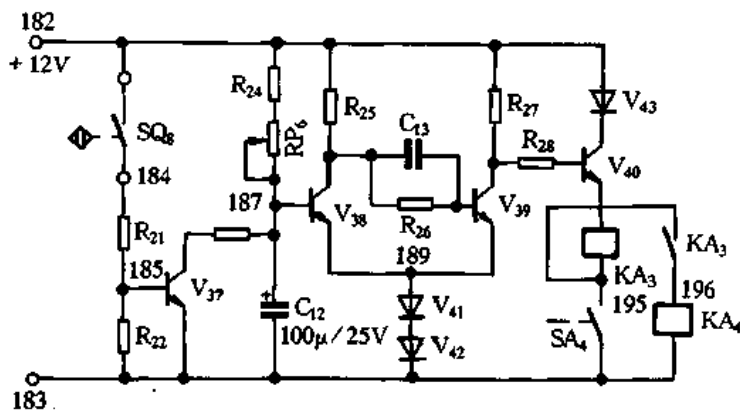 182
+ 12V
SQ₈
184
R₂₁
185
R₂₂
183
V₃₇
R₂₄
RP₆
187
C₁₂
100μ/25V
R₂₅
V₃₈
C₁₃
R₂₆
189
V₄₁
V₄₂
R₂₇
V₃₉
R₂₈
V₄₃
V₄₀
KA₃
195
SA₄
KA₃
196
KA₄